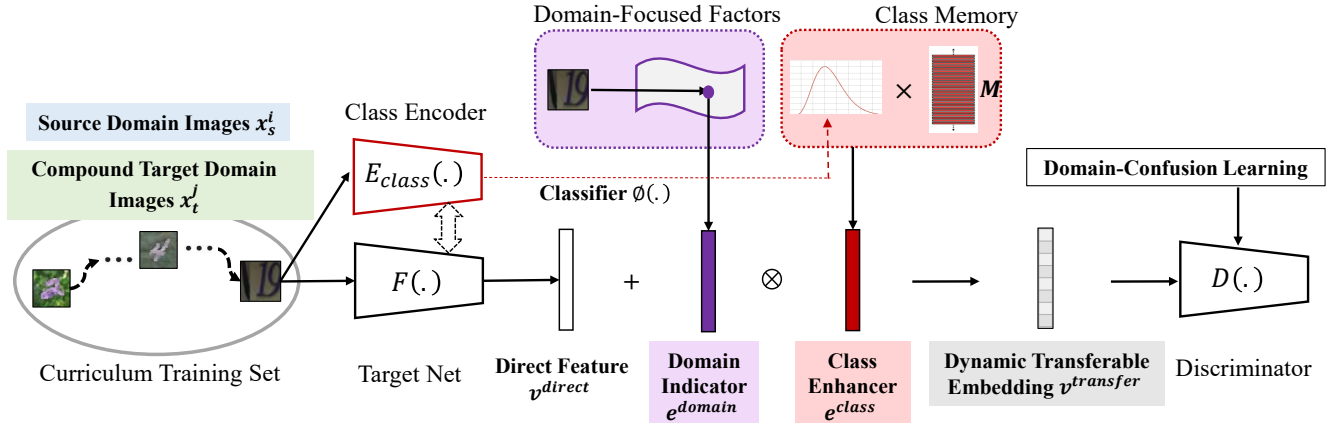 Domain-Focused Factors
Class Memory
19
×
M
Class Encoder
Source Domain Images x_s^i
Compound Target Domain
Images x_t^j
E_class(.)
Classifier ∅(.)
Domain-Confusion Learning
19
F(.)
+
⊗
D(.)
Curriculum Training Set
Target Net
Direct Feature
v^direct
Domain
Indicator
e^domain
Class
Enhancer
e^class
Dynamic Transferable
Embedding v^transfer
Discriminator